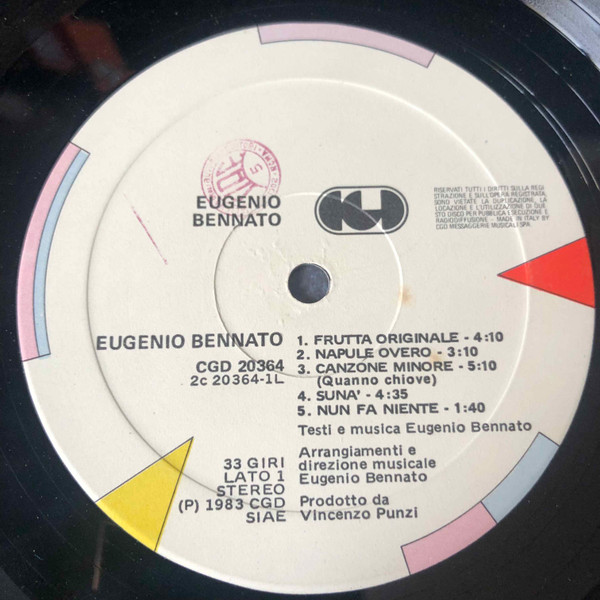 EUGENIO
BENNATO
RISERVATI TUTTI I DIRITTI SULLA REGI
STRAZIONE E SULL'OPERA REGISTRATA.
SONO VIETATE LA DUPLICAZIONE, LA
LOCAZIONE E L'UTILIZZAZIONE DI QUE
STO DISCO PER PUBBLICA ESECUZIONE E
RADIODIFFUSIONE - MADE IN ITALY BY
CGD MESSAGGERIE MUSICALI SPA
EUGENIO BENNATO
CGD 20364
2c 20364-1L
1. FRUTTA ORIGINALE - 4:10
2. NAPULE OVERO - 3:10
3. CANZONE MINORE - 5:10
(Quanno chiove)
4. SUNA' - 4:35
5. NUN FA NIENTE - 1:40
Testi e musica Eugenio Bennato
33 GIRI
LATO 1
STEREO
(P) 1983 CGD
SIAE
Arrangiamenti e
direzione musicale
Eugenio Bennato
Prodotto da
Vincenzo Punzi